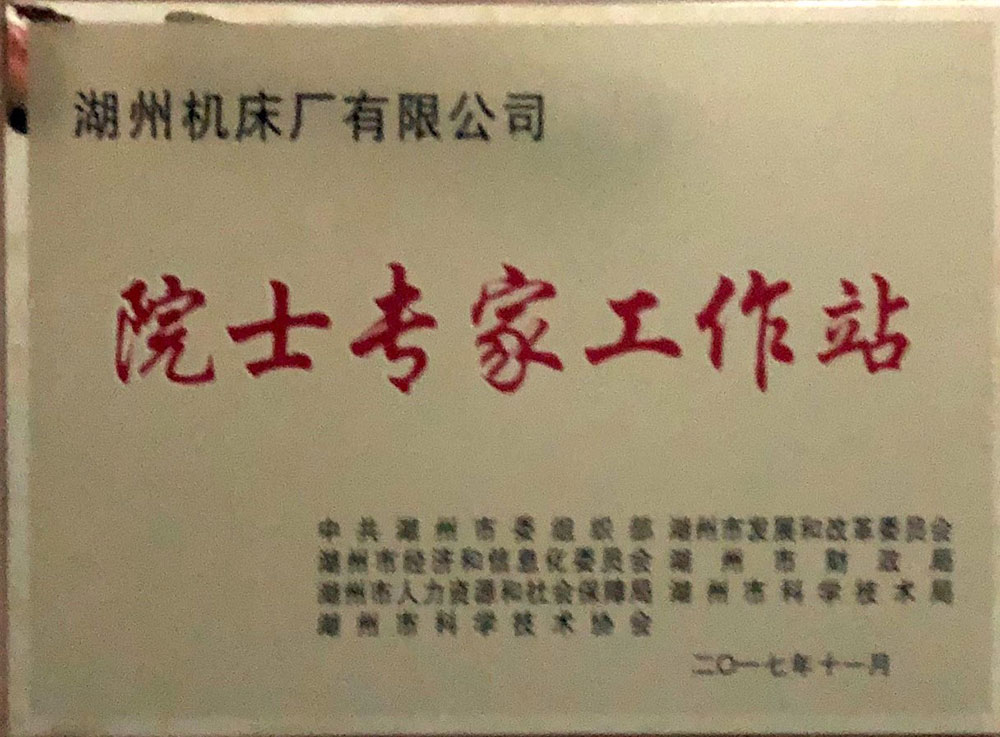 湖州机床厂有限公司
院士专家工作站
中共湖州市委组织部 湖州市发展和改革委员会
湖州市经济和信息化委员会 湖州市财政局
湖州市人力资源和社会保障局 湖州市科学技术局
湖州市科学技术协会
二〇一七年十一月